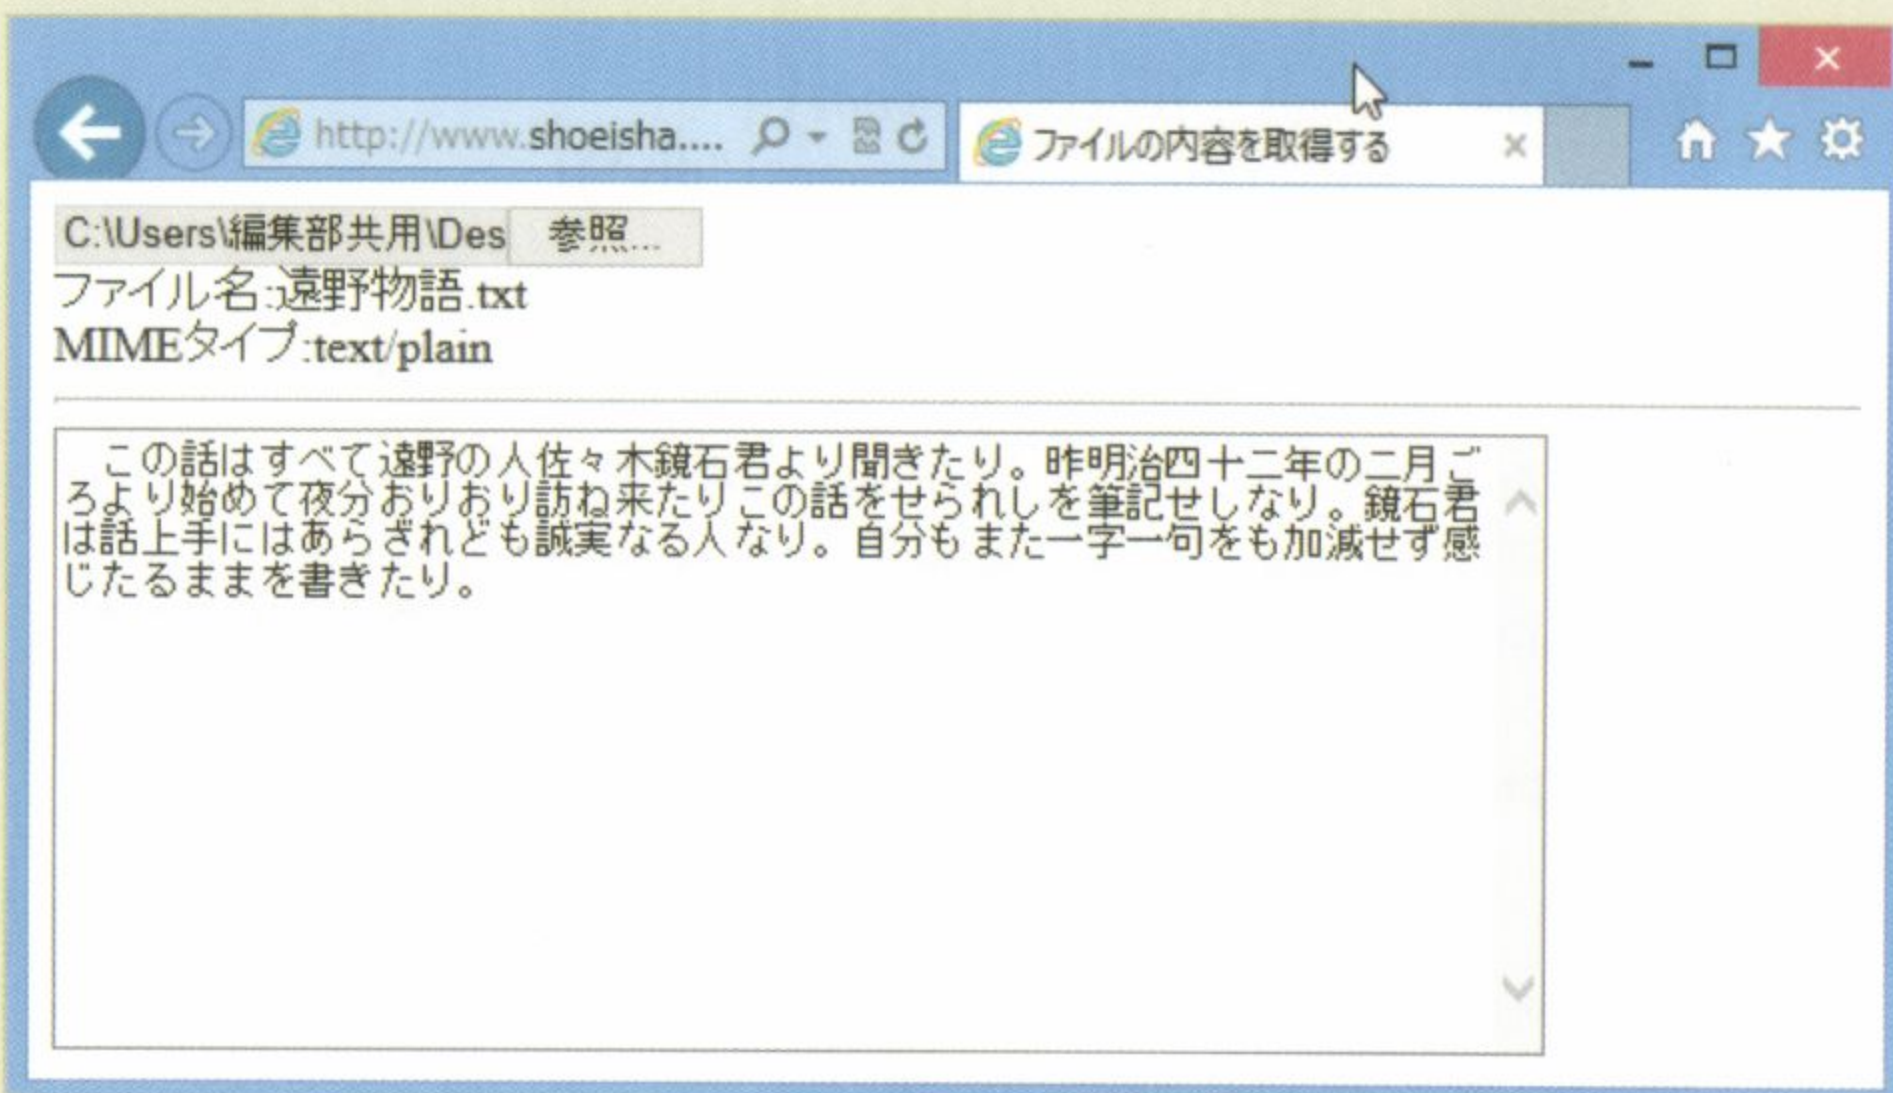 http://www.shoeisha....
ファイルの内容を取得する
C:\Users\編集部共用\Des 参照...
ファイル名:遠野物語.txt
MIMEタイプ:text/plain
この話はすべて遠野の人佐々木鏡石君より聞きたり。昨明治四十二年の二月ご
ろより始めて夜分おりおり訪ね来たりこの話をせられしを筆記せしなり。鏡石君
は話上手にはあらざれども誠実なる人なり。自分もまた一字一句をも加減せず感
じたるままを書きたり。